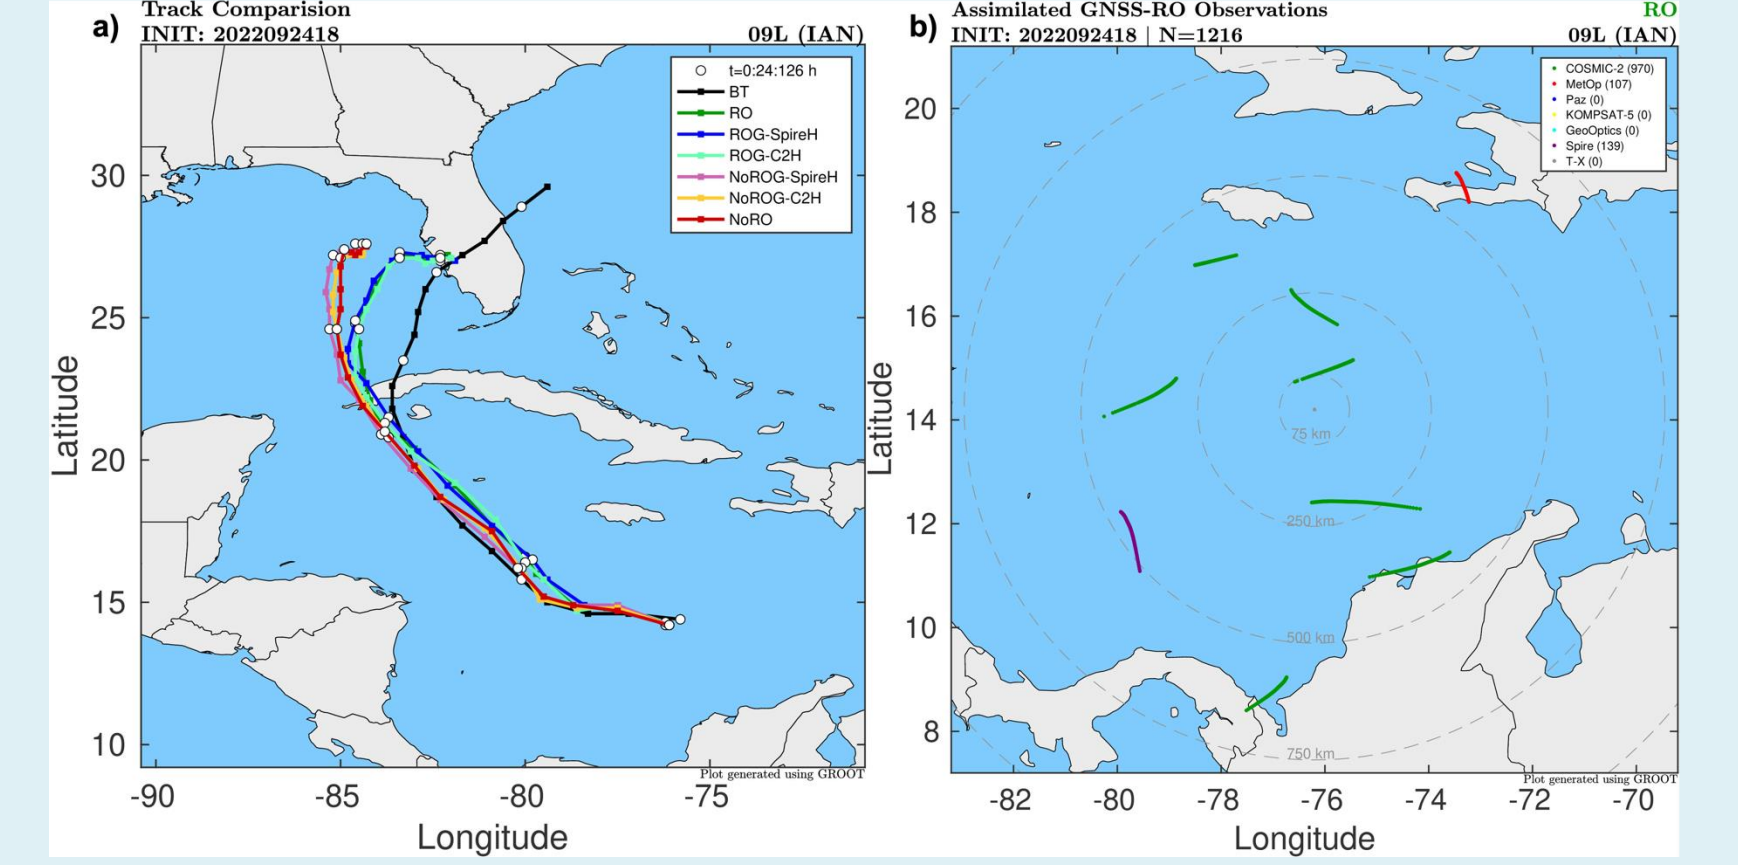 a)
Track Comparision
INIT: 2022092418
09L (IAN)
t=0:24:126 h
BT
RO
ROG-SpireH
ROG-C2H
NoROG-SpireH
NoROG-C2H
NoRO
30
25
20
15
10
Latitude
Plot generated using GROOT
-90
-85
-80
-75
Longitude
b)
Assimilated GNSS-RO Observations
RO
INIT: 2022092418 | N=1216
09L (IAN)
COSMIC-2 (970)
MetOp (107)
Paz (0)
KOMPSAT-5 (0)
GeoOptics (0)
Spire (139)
T-X (0)
20
18
16
14
12
10
8
Latitude
75 km
250 km
500 km
750 km
Plot generated using GROOT
-82
-80
-78
-76
-74
-72
-70
Longitude